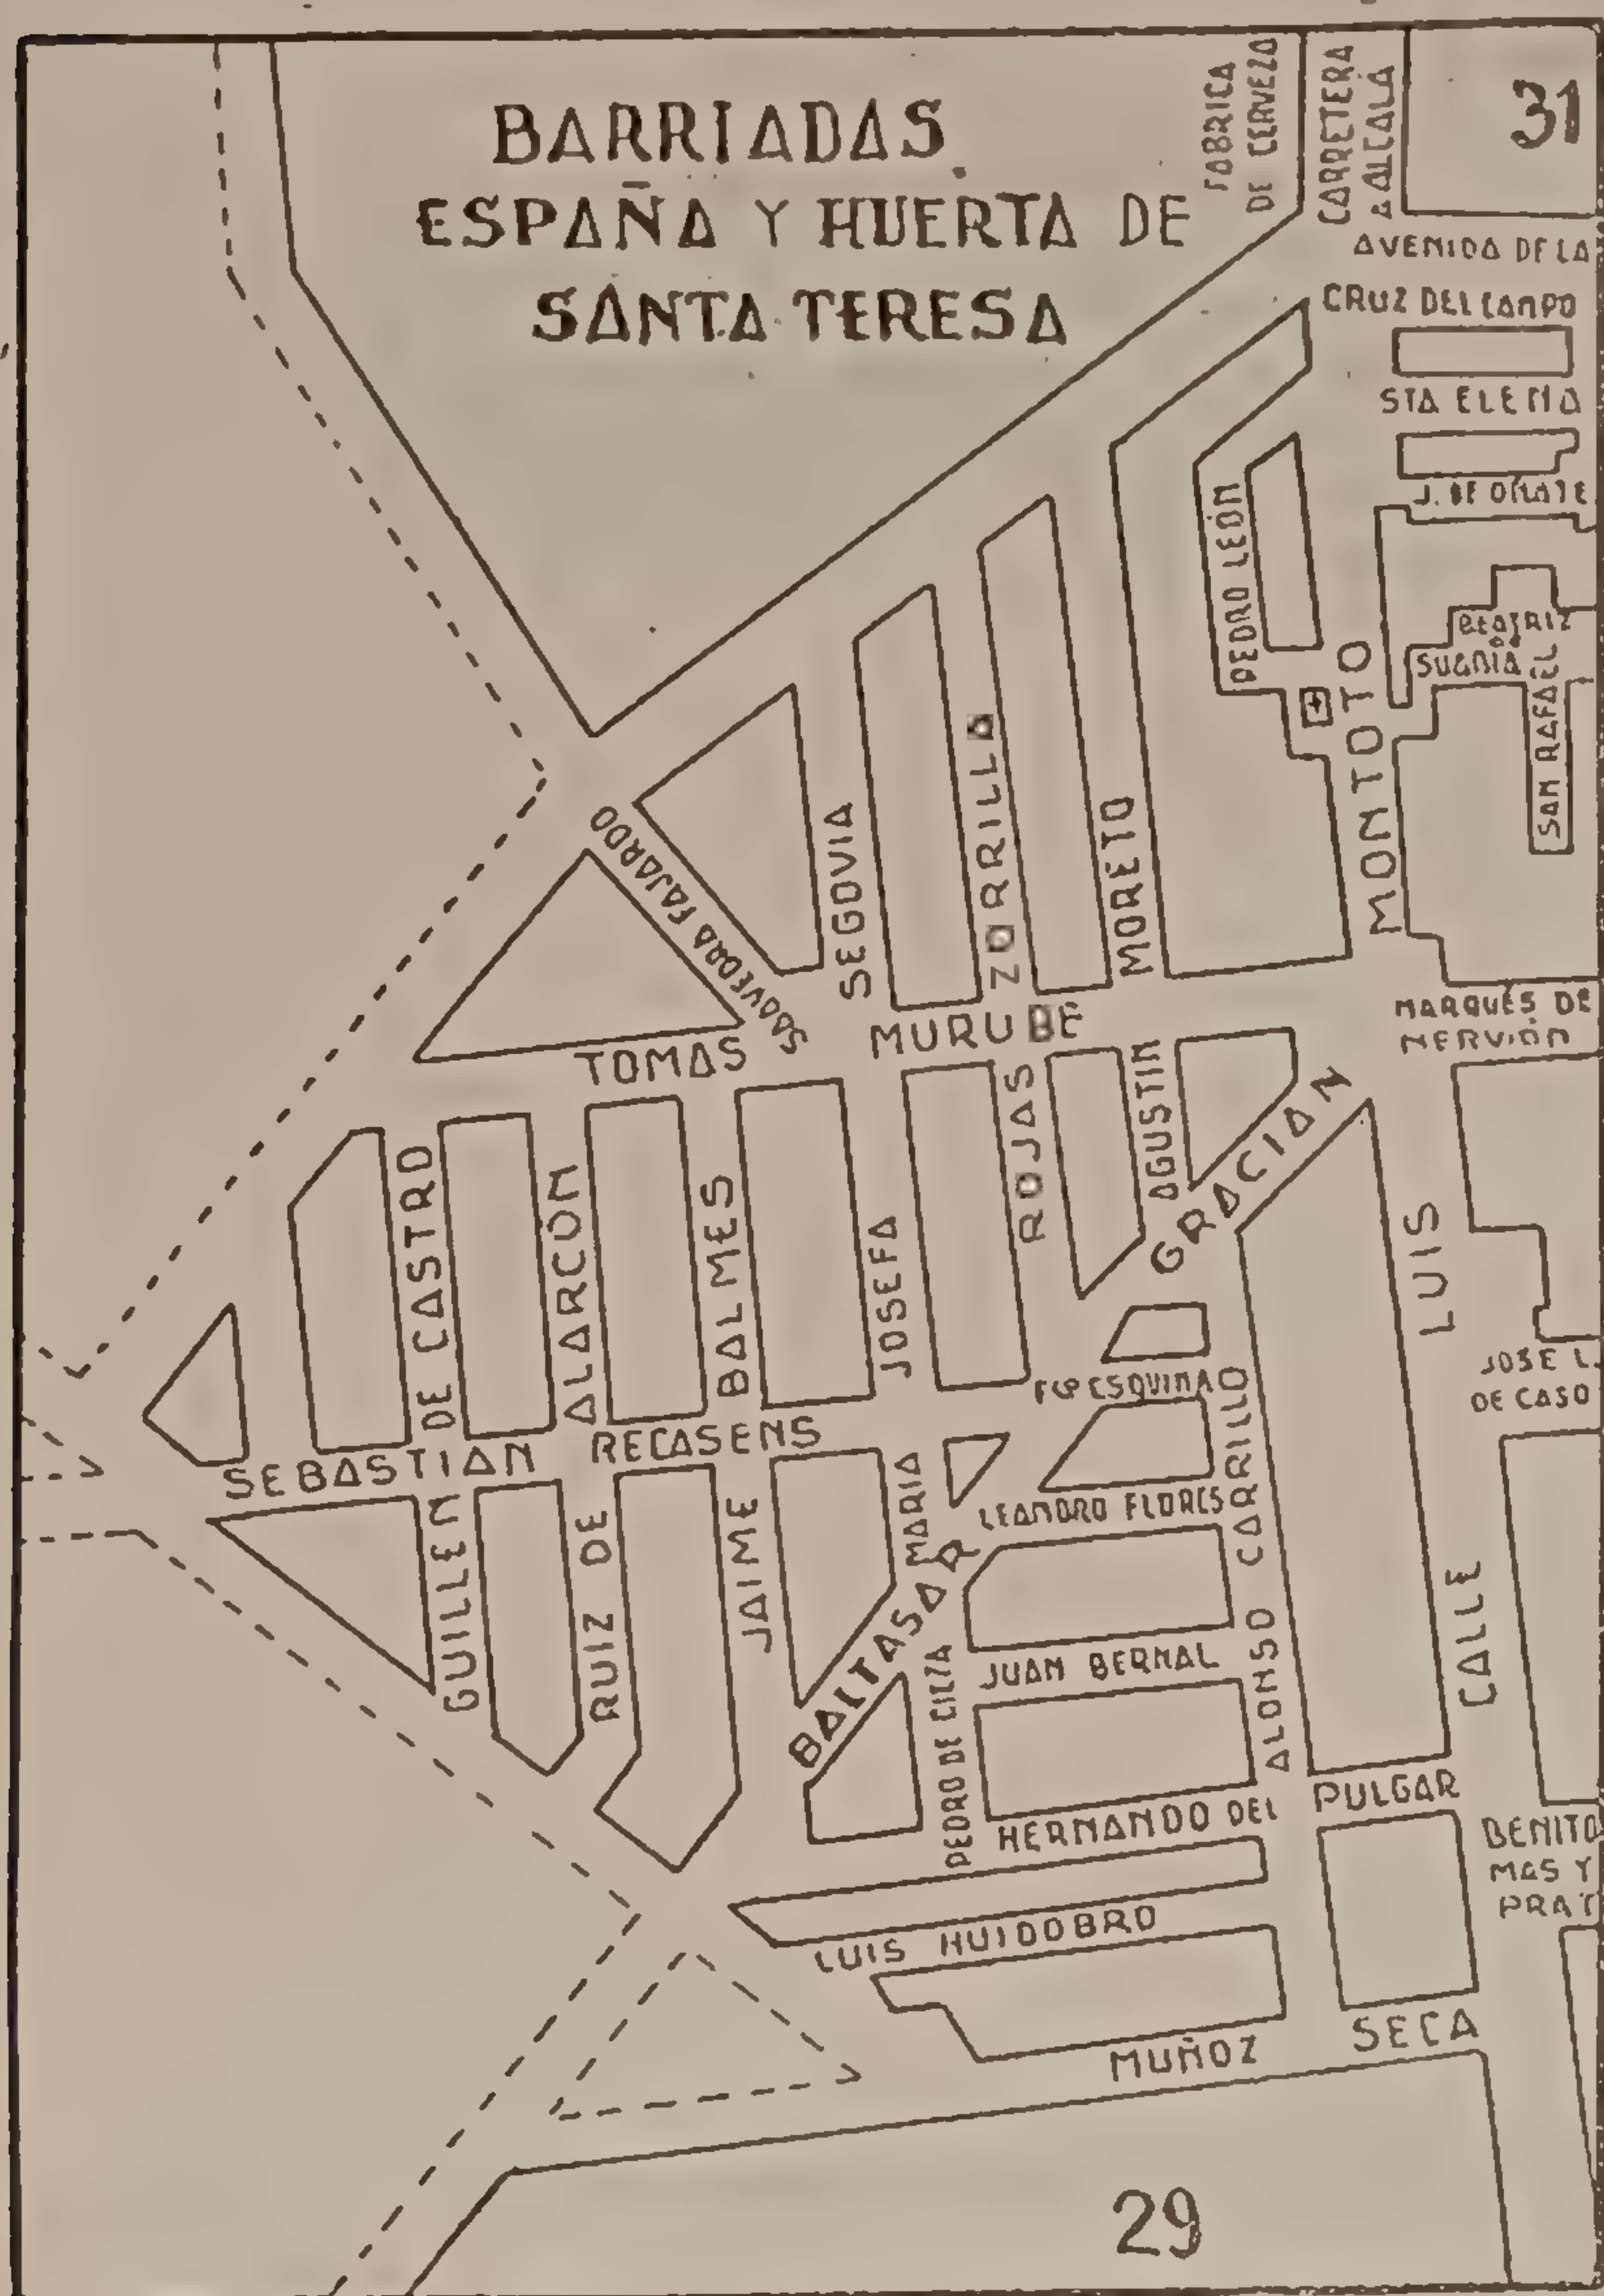 BARRIADAS
ESPAÑA Y HUERTA DE
SANTA TERESA
FABRICA
DE CERVEZA
CARRETERA
A ALCALÁ
31
AVENIDA DE LA
CRUZ DEL CAMPO
STA ELENA
J. DE OÑATE
PEDRO LEÓN
BEATRIZ
DE
SUABIA
SAN RAFAEL
MONTOTO
SEGOVIA
ZORRILLA
MORETO
SAAVEDRA FAJARDO
MARQUÉS DE
NERVIÓN
TOMAS
MURUBE
ROJAS
AGUSTIN
GRACIAN
DE CASTRO
ALARCÓN
BALMES
JOSEFA
LUIS
JOSE L.
DE CASO
FCO ESQUINA
SEBASTIAN RECASENS
MARIA
LEANDRO FLORES
ALONSO CARRILLO
GUILLEN
RUIZ DE
JAIME
BALTASAR
PEDRO DE CIEZA
JUAN BERNAL
CALLE
HERNANDO DEL PULGAR
BENITO
MAS Y
PRAT
LUIS HUIDOBRO
MUÑOZ SECA
29